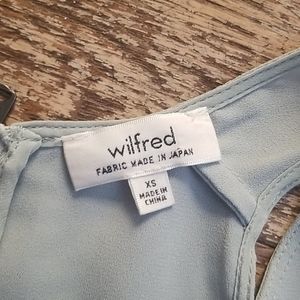 wilfred
FABRIC MADE IN JAPAN
XS
MADE IN
CHINA